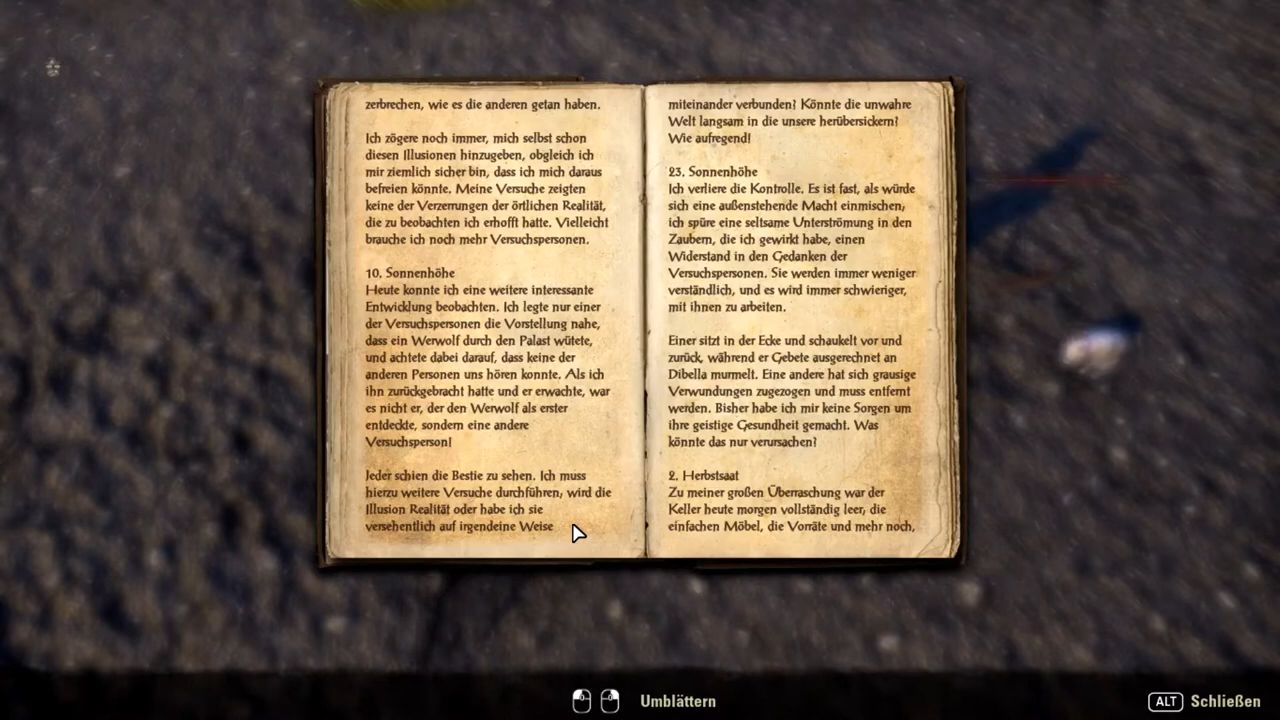 zerbrechen, wie es die anderen getan haben.
Ich zögere noch immer, mich selbst schon
diesen Illusionen hinzugeben, obgleich ich
mir ziemlich sicher bin, dass ich mich daraus
befreien könnte. Meine Versuche zeigten
keine der Verzerrungen der örtlichen Realität,
die zu beobachten ich erhofft hatte. Vielleicht
brauche ich noch mehr Versuchspersonen.
10. Sonnenhöhe
Heute konnte ich eine weitere interessante
Entwicklung beobachten. Ich legte nur einer
der Versuchspersonen die Vorstellung nahe,
dass ein Werwolf durch den Palast wütete,
und achtete dabei darauf, dass keine der
anderen Personen uns hören konnte. Als ich
ihn zurückgebracht hatte und er erwachte, war
es nicht er, der den Werwolf als erster
entdeckte, sondern eine andere
Versuchsperson!
Jeder schien die Bestie zu sehen. Ich muss
hierzu weitere Versuche durchführen; wird die
Illusion Realität oder habe ich sie
versehentlich auf irgendeine Weise
miteinander verbunden? Könnte die unwahre
Welt langsam in die unsere herübersickern?
Wie aufregend!
23. Sonnenhöhe
Ich verliere die Kontrolle. Es ist fast, als würde
sich eine außenstehende Macht einmischen;
ich spüre eine seltsame Unterströmung in den
Zaubern, die ich gewirkt habe, einen
Widerstand in den Gedanken der
Versuchspersonen. Sie werden immer weniger
verständlich, und es wird immer schwieriger,
mit ihnen zu arbeiten.
Einer sitzt in der Ecke und schaukelt vor und
zurück, während er Gebete ausgerechnet an
Dibella murmelt. Eine andere hat sich grausige
Verwundungen zugezogen und muss entfernt
werden. Bisher habe ich mir keine Sorgen um
ihre geistige Gesundheit gemacht. Was
könnte das nur verursachen?
2. Herbstsaat
Zu meiner großen Überraschung war der
Keller heute morgen vollständig leer; die
einfachen Möbel, die Vorräte und mehr noch,
Umblättern
ALT Schließen